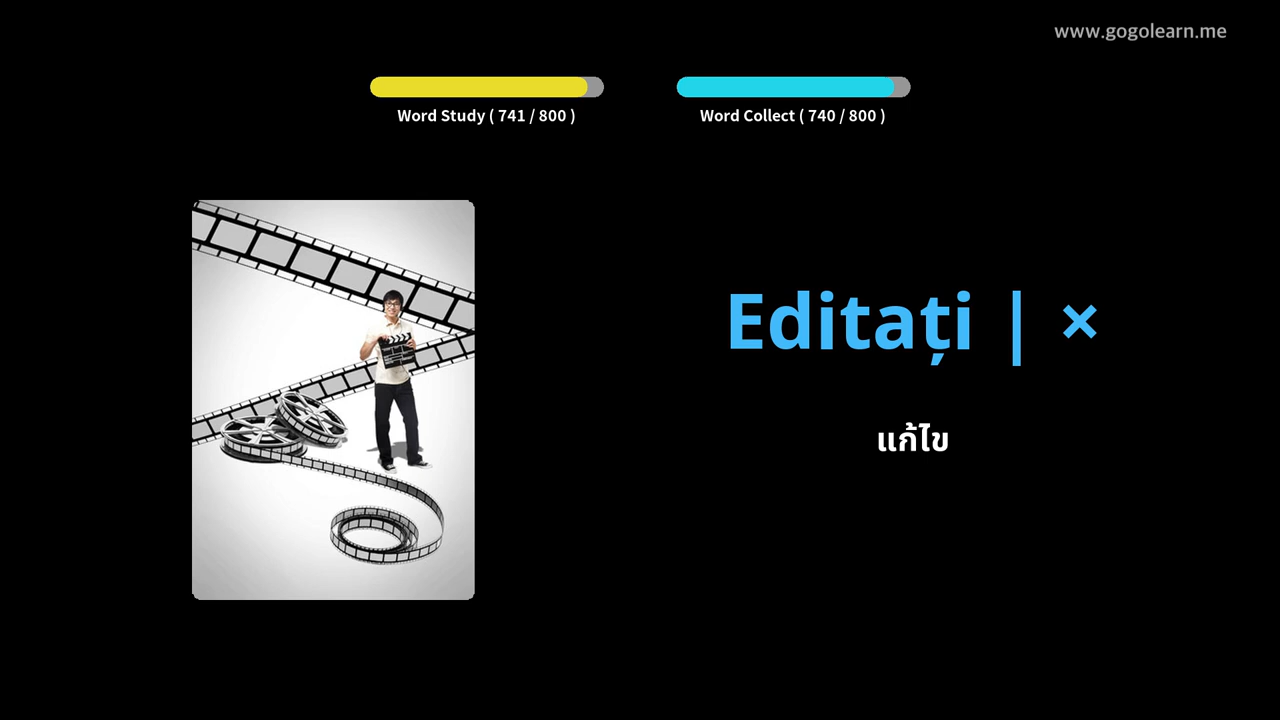 www.gogolearn.me
Word Study ( 741 / 800 )
Word Collect ( 740 / 800 )
Editați | ×
แก้ไข